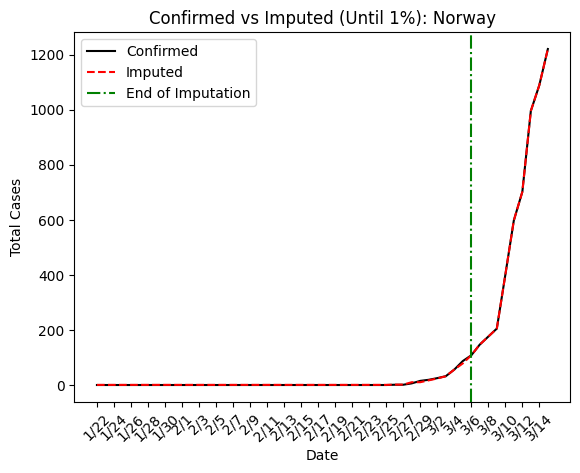 Confirmed vs Imputed (Until 1%): Norway
Confirmed
Imputed
End of Imputation
Total Cases
1200
1000
800
600
400
200
0
1/22 1/24 1/26 1/28 1/30 2/1 2/3 2/5 2/7 2/9 2/11 2/13 2/15 2/17 2/19 2/21 2/23 2/25 2/27 2/29 3/2 3/4 3/6 3/8 3/10 3/12 3/14
Date